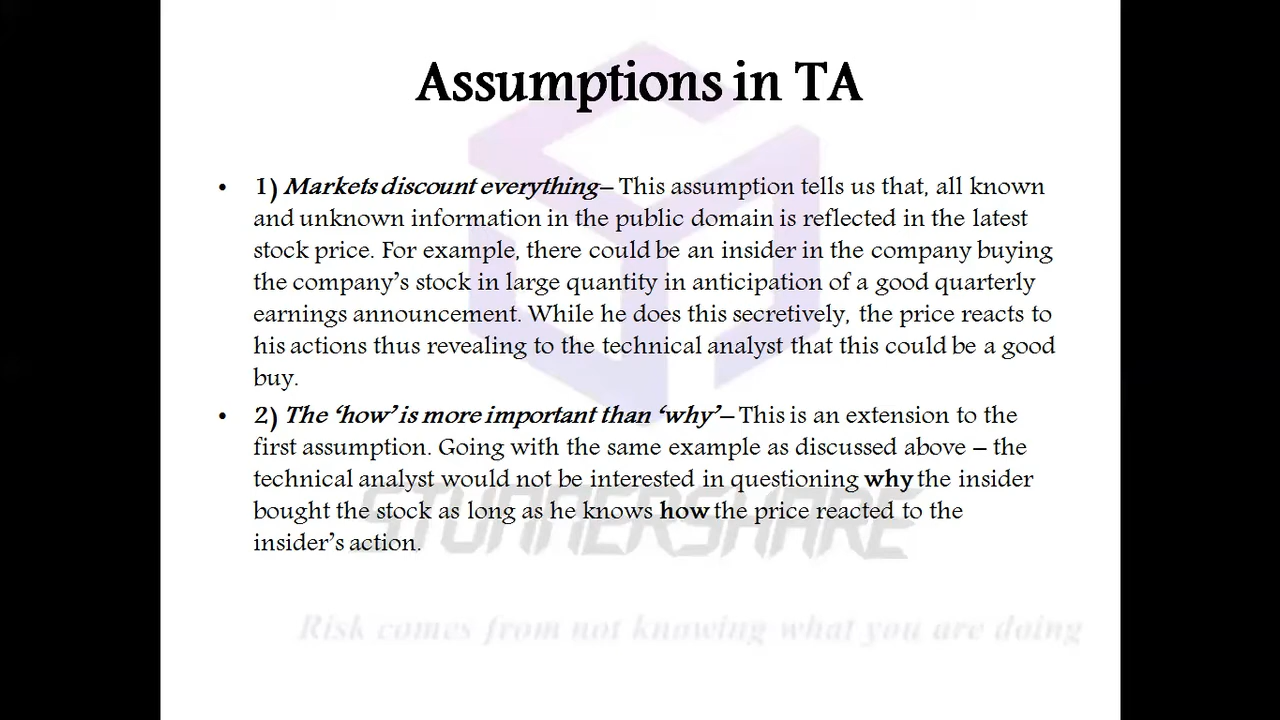 Assumptions in TA
• 1) Markets discount everything– This assumption tells us that, all known
and unknown information in the public domain is reflected in the latest
stock price. For example, there could be an insider in the company buying
the company's stock in large quantity in anticipation of a good quarterly
earnings announcement. While he does this secretively, the price reacts to
his actions thus revealing to the technical analyst that this could be a good
buy.
• 2) The ‘how’ is more important than ‘why’– This is an extension to the
first assumption. Going with the same example as discussed above – the
technical analyst would not be interested in questioning why the insider
bought the stock as long as he knows how the price reacted to the
insider's action.
STUNNERSHARE
Risk comes from not knowing what you are doing